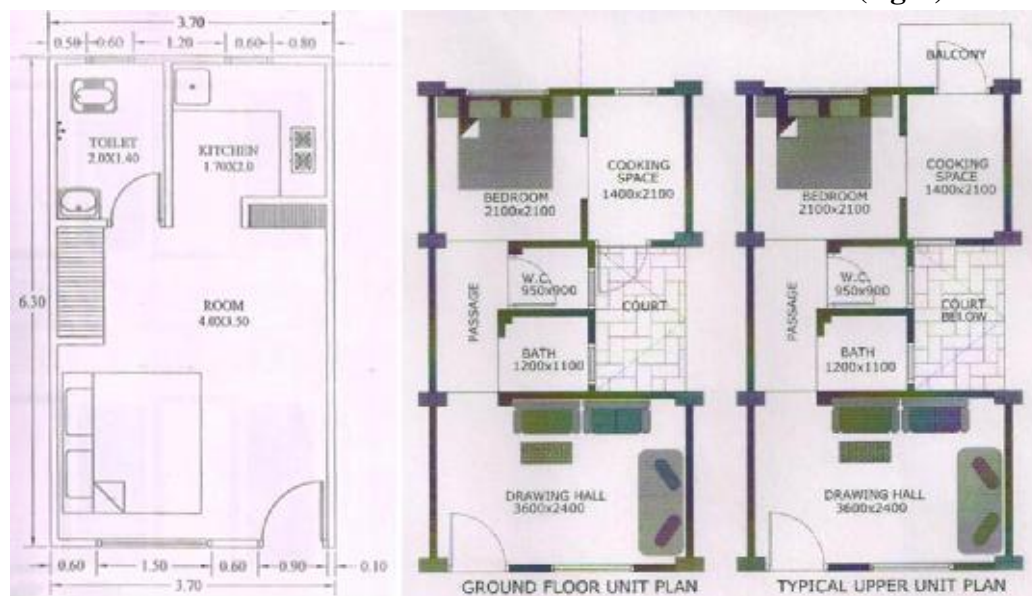 3.70
0.50
0.60
1.20
0.60
0.80
TOILET
2.0X1.40
KITCHEN
1.70X2.0
6.30
ROOM
4.0X3.50
0.60
1.50
0.60
0.90
0.10
3.70
BEDROOM
2100x2100
COOKING
SPACE
1400x2100
W.C.
950x900
PASSAGE
COURT
BATH
1200x1100
DRAWING HALL
3600x2400
GROUND FLOOR UNIT PLAN
BALCONY
BEDROOM
2100x2100
COOKING
SPACE
1400x2100
W.C.
950x900
PASSAGE
COURT
BELOW
BATH
1200x1100
DRAWING HALL
3600x2400
TYPICAL UPPER UNIT PLAN